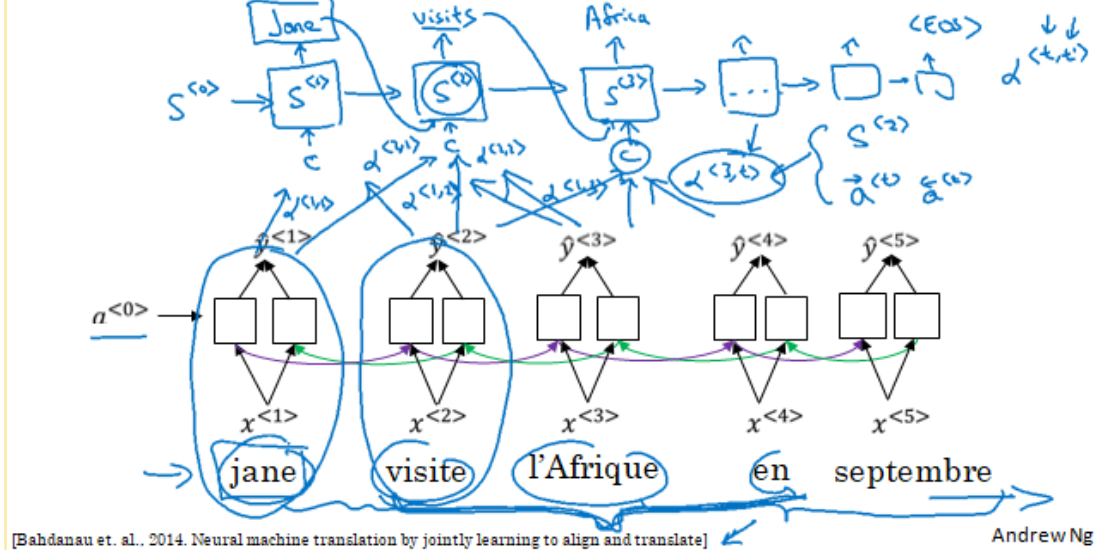 Jane visits Africa <EOS>
S<0> S<1> S<2> S<3> ... α<t,t'>
c c c α<3,t> S<2>
α<2,1> α<2,2>
α<1,1> α<1,2> α<1,3> a→<t> a←<t>
ŷ<1> ŷ<2> ŷ<3> ŷ<4> ŷ<5>
a<0>
x<1> x<2> x<3> x<4> x<5>
jane visite l'Afrique en septembre
[Bahdanau et. al., 2014. Neural machine translation by jointly learning to align and translate] Andrew Ng